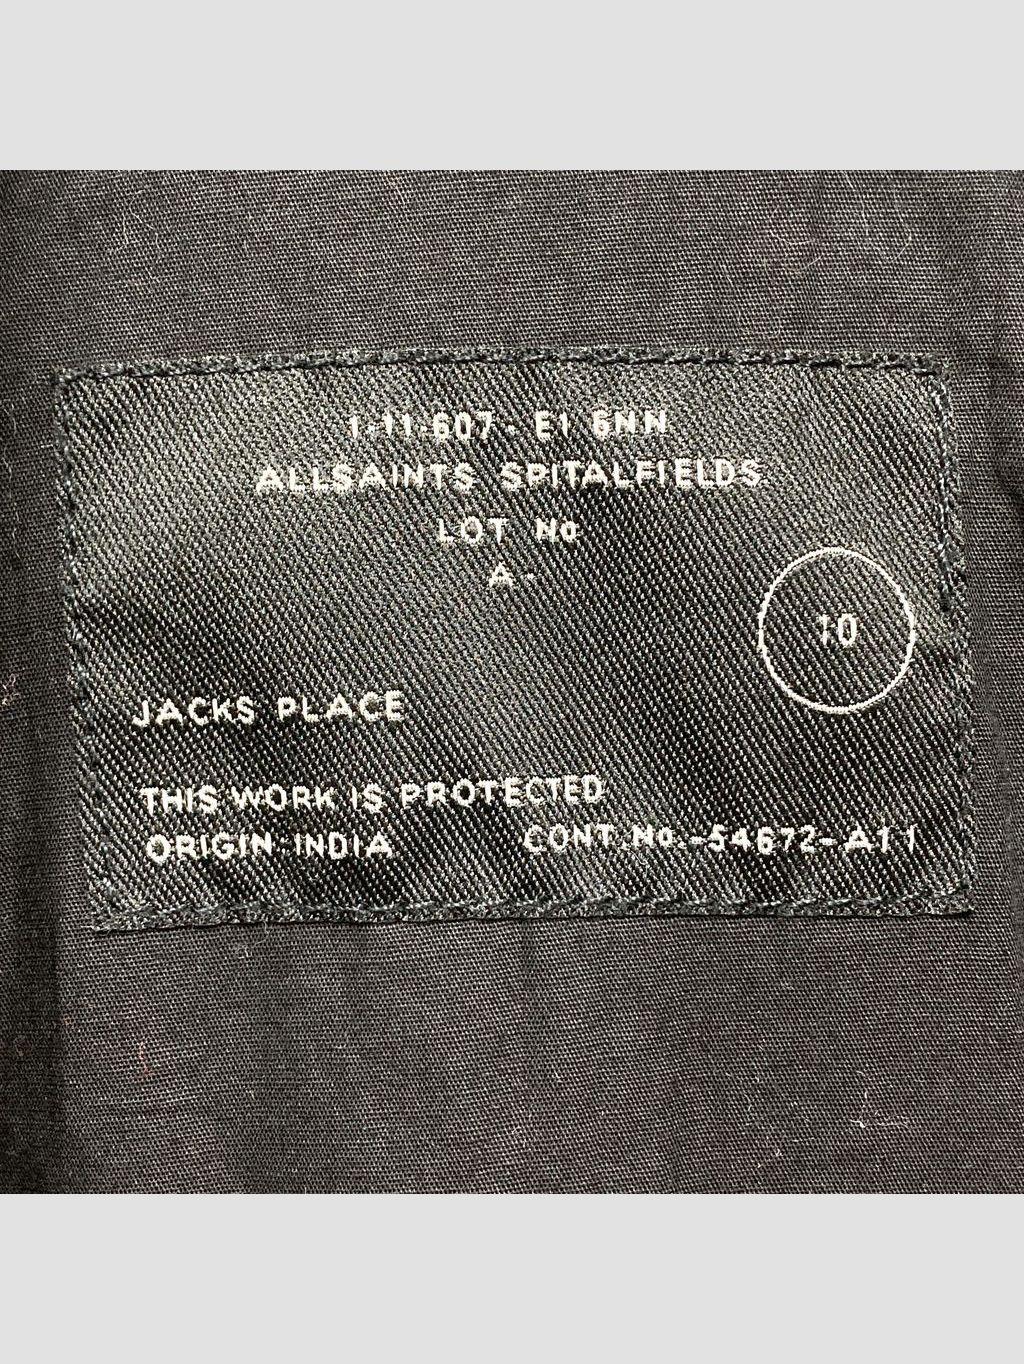 1-11-607- E1 6NN
ALLSAINTS SPITALFIELDS
LOT No
A-
10
JACKS PLACE
THIS WORK IS PROTECTED
ORIGIN-INDIA CONT.No.-54672-A11